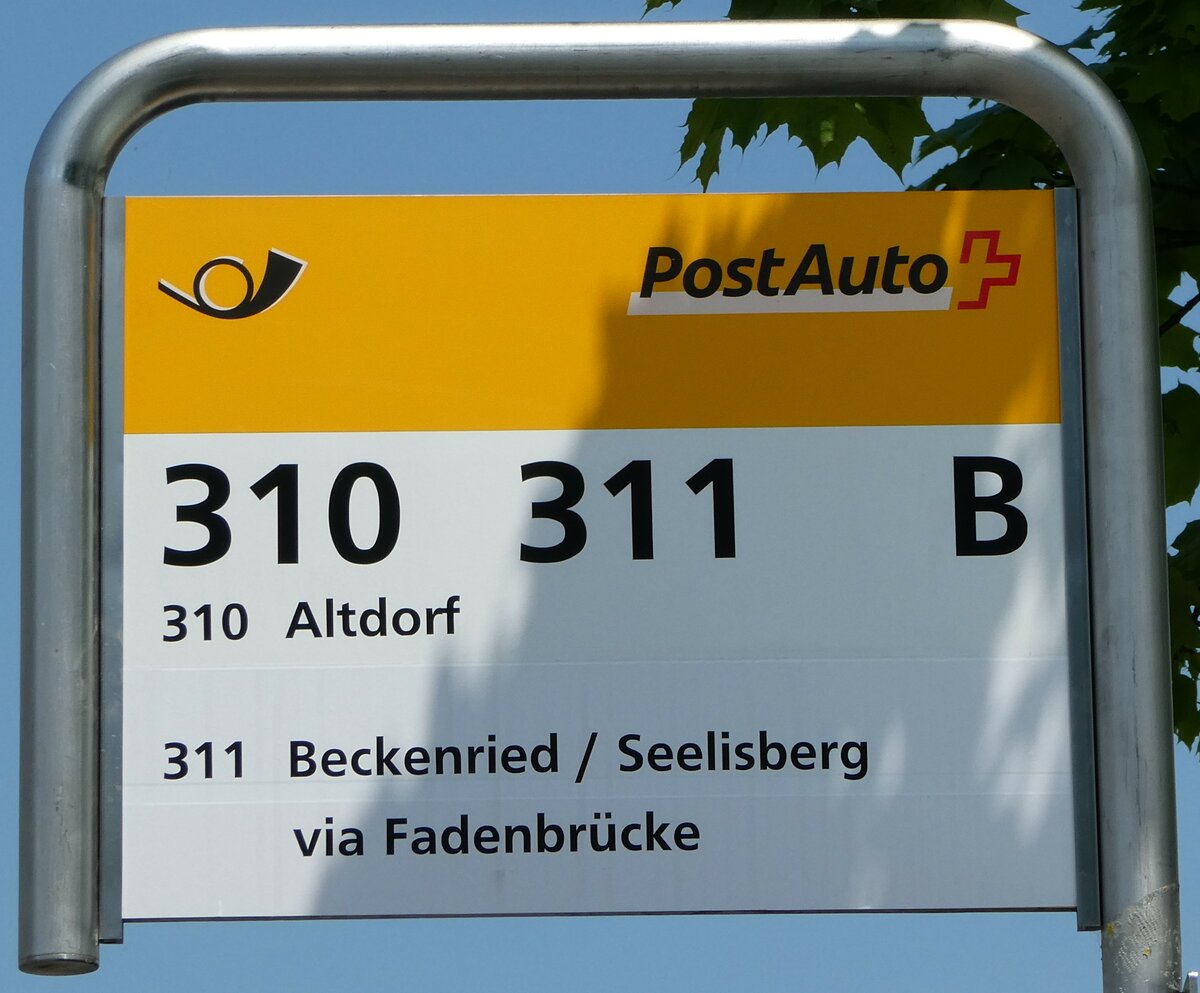 PostAuto
310 311 B
310 Altdorf
311 Beckenried / Seelisberg
via Fadenbrücke